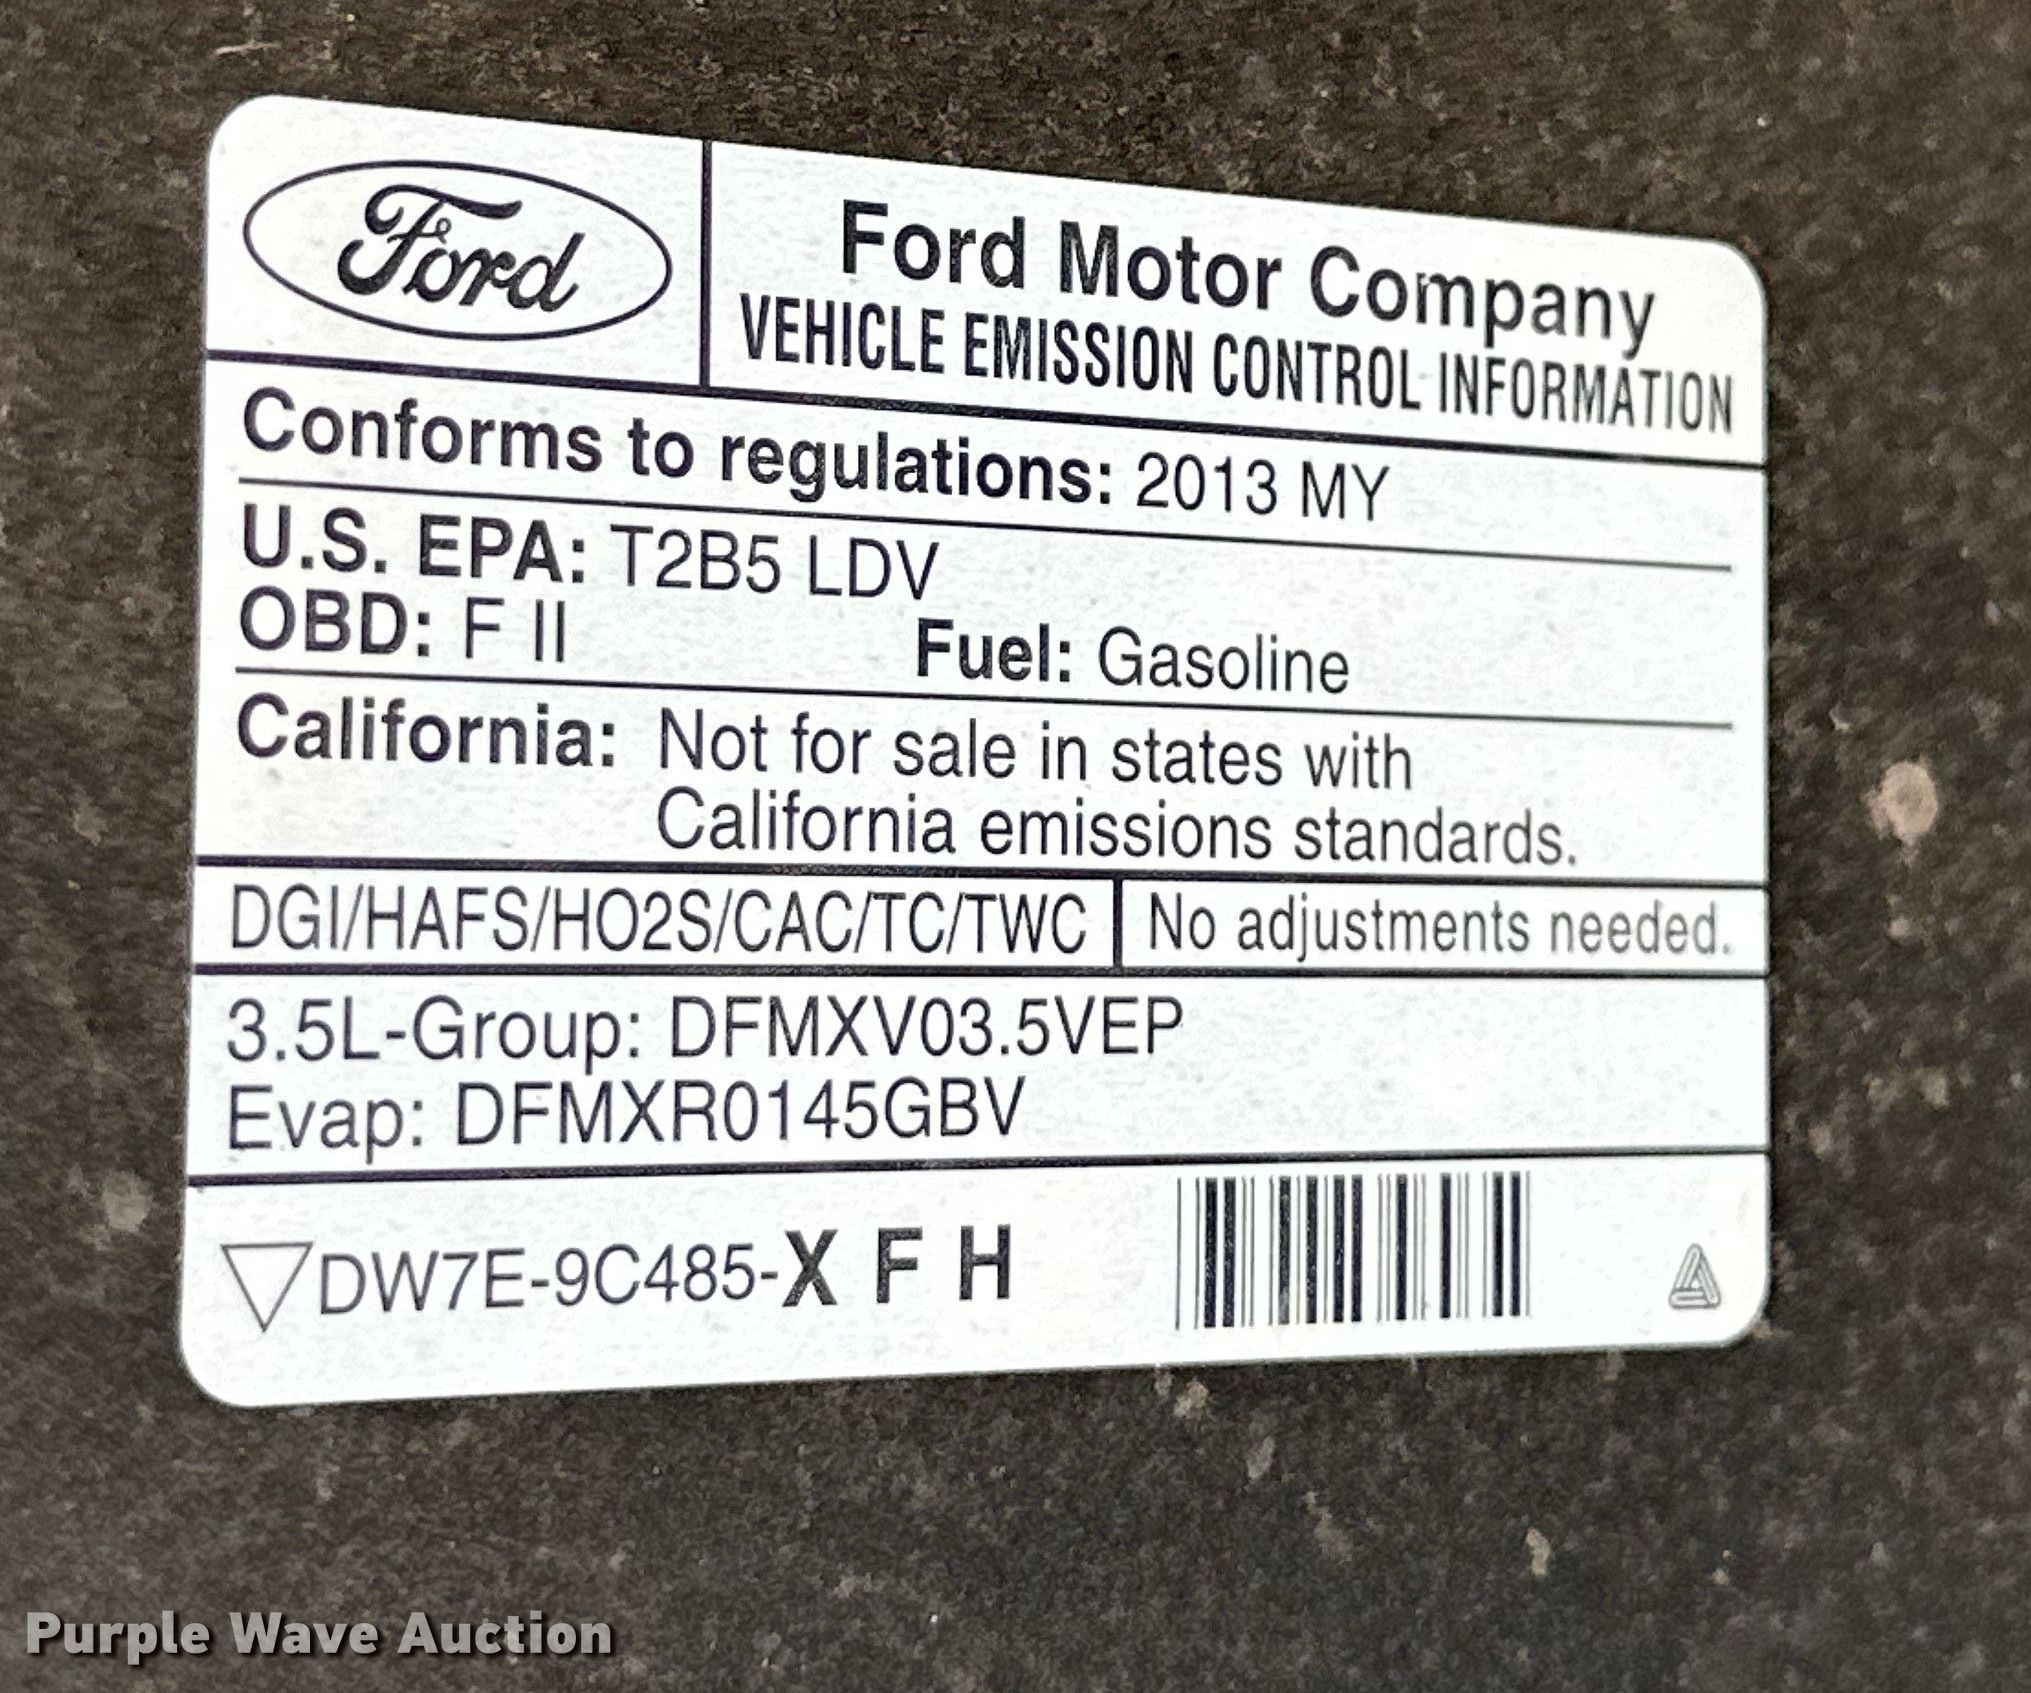 Ford
Ford Motor Company
VEHICLE EMISSION CONTROL INFORMATION
Conforms to regulations: 2013 MY
U.S. EPA: T2B5 LDV
OBD: F II Fuel: Gasoline
California: Not for sale in states with
California emissions standards.
DGI/HAFS/HO2S/CAC/TC/TWC No adjustments needed.
3.5L-Group: DFMXV03.5VEP
Evap: DFMXR0145GBV
DW7E-9C485-X F H
Purple Wave Auction